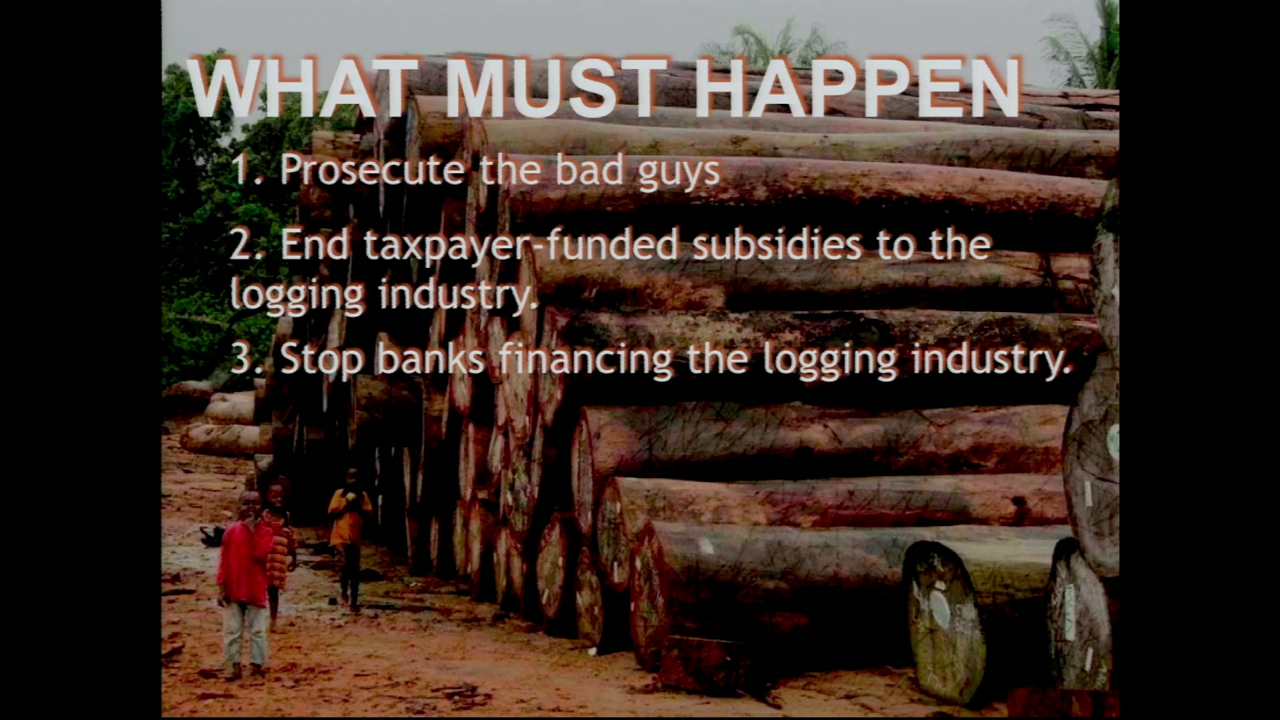 WHAT MUST HAPPEN
1. Prosecute the bad guys
2. End taxpayer-funded subsidies to the
logging industry.
3. Stop banks financing the logging industry.